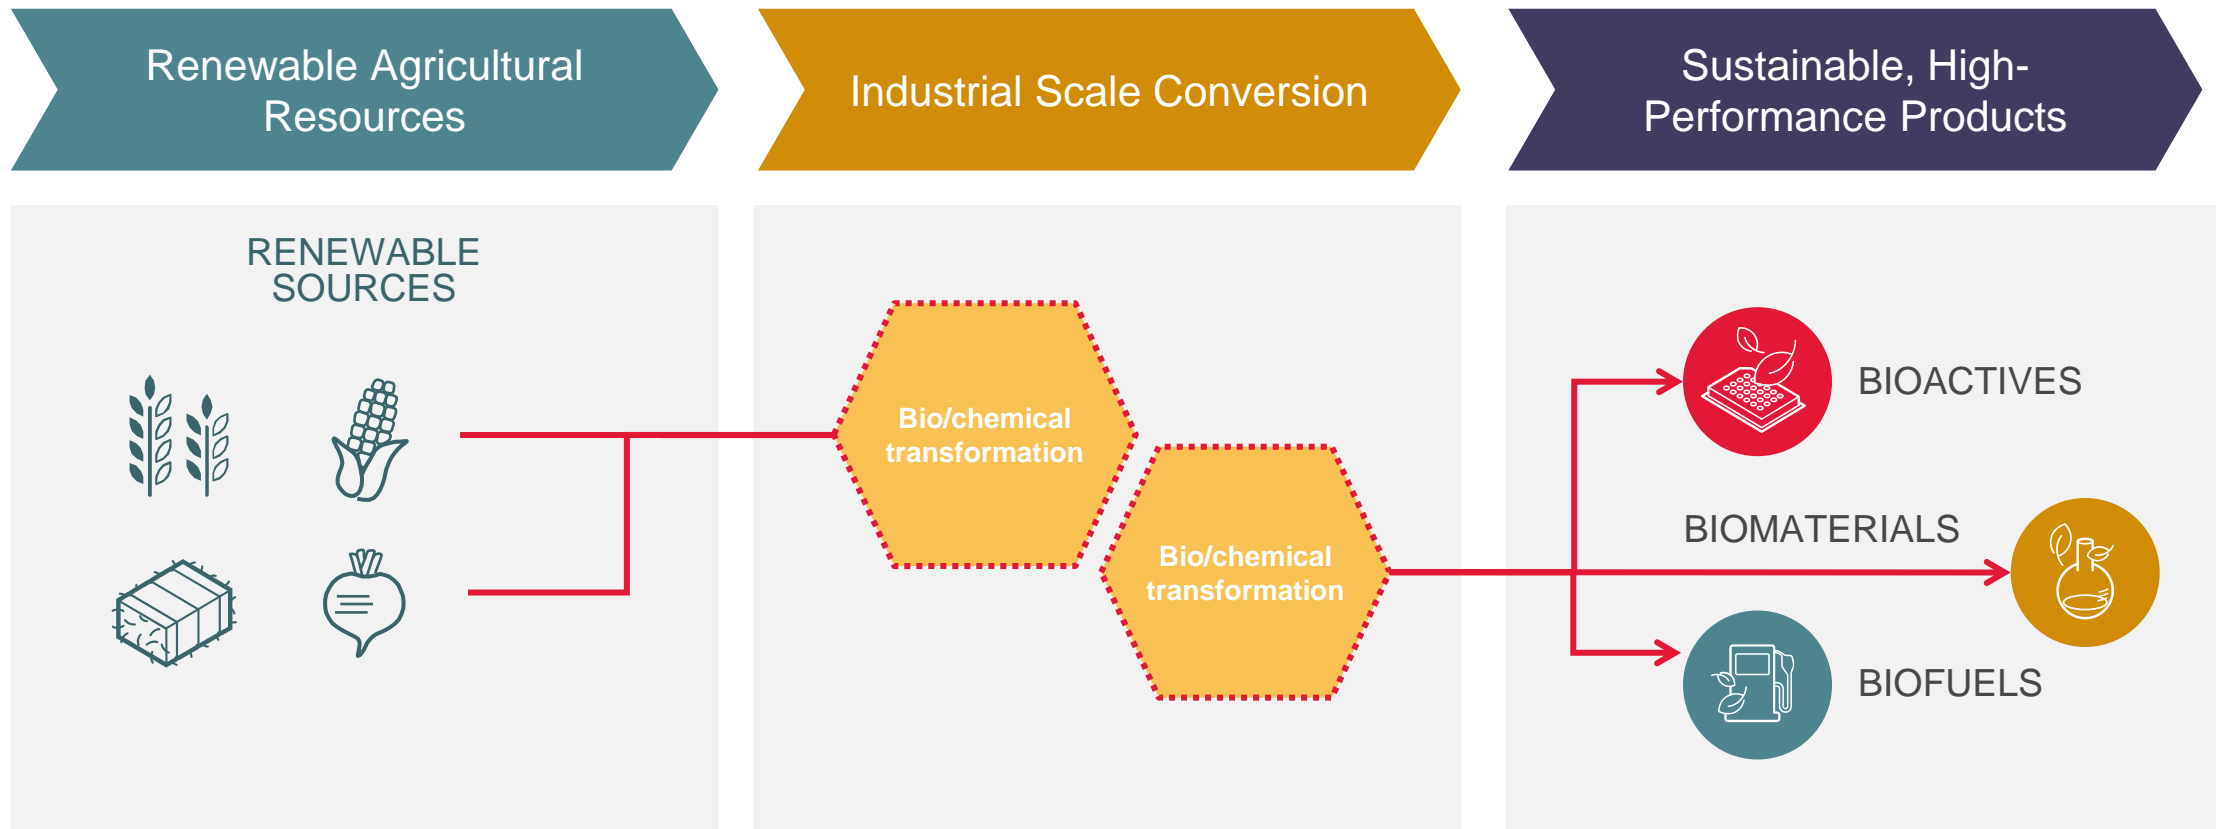 Renewable Agricultural
Resources
Industrial Scale Conversion
Sustainable, High-
Performance Products
RENEWABLE
SOURCES
Bio/chemical
transformation
Bio/chemical
transformation
BIOACTIVES
BIOMATERIALS
BIOFUELS